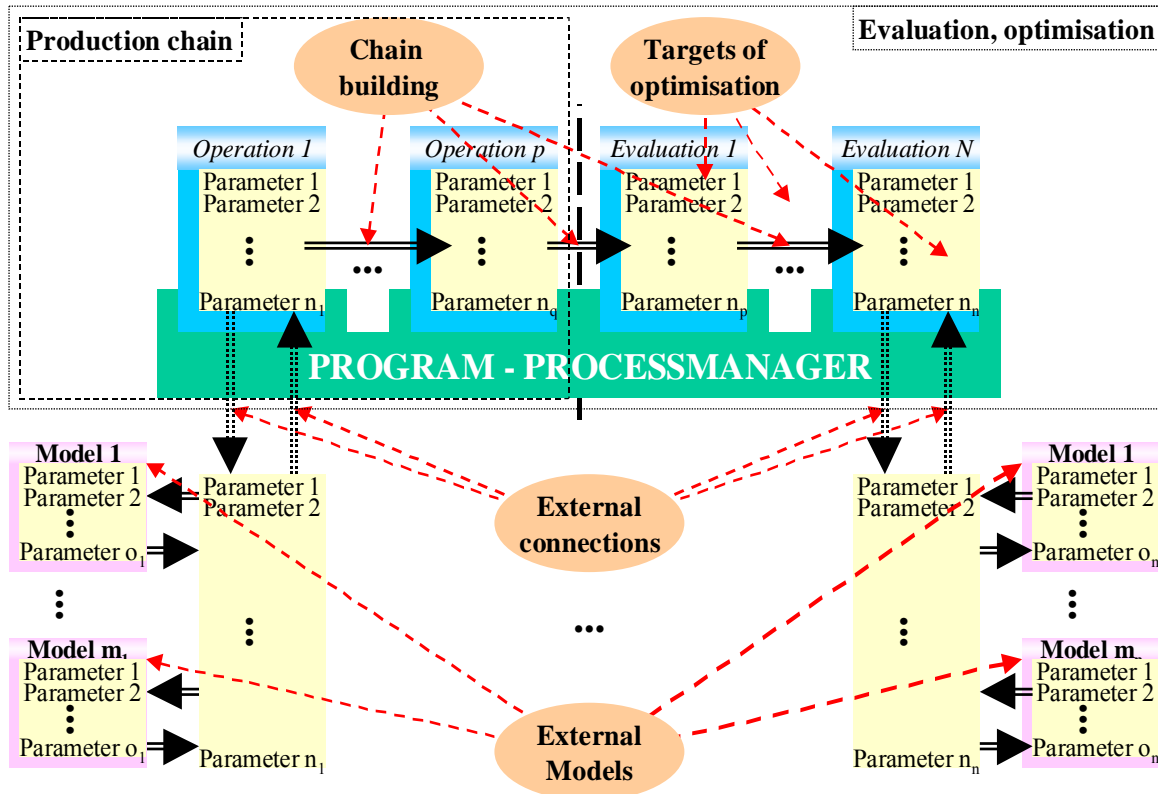 Production chain
Evaluation, optimisation
Chain
building
Targets of
optimisation
Operation 1
Parameter 1
Parameter 2
Parameter n1
Operation p
Parameter 1
Parameter 2
Parameter nq
Evaluation 1
Parameter 1
Parameter 2
Parameter np
Evaluation N
Parameter 1
Parameter 2
Parameter nn
...
...
PROGRAM - PROCESSMANAGER
Model 1
Parameter 1
Parameter 2
Parameter o1
Model m1
Parameter 1
Parameter 2
Parameter o1
Parameter 1
Parameter 2
Parameter n1
External
connections
...
External
Models
Parameter 1
Parameter 2
Parameter nn
Model 1
Parameter 1
Parameter 2
Parameter on
Model mn
Parameter 1
Parameter 2
Parameter on